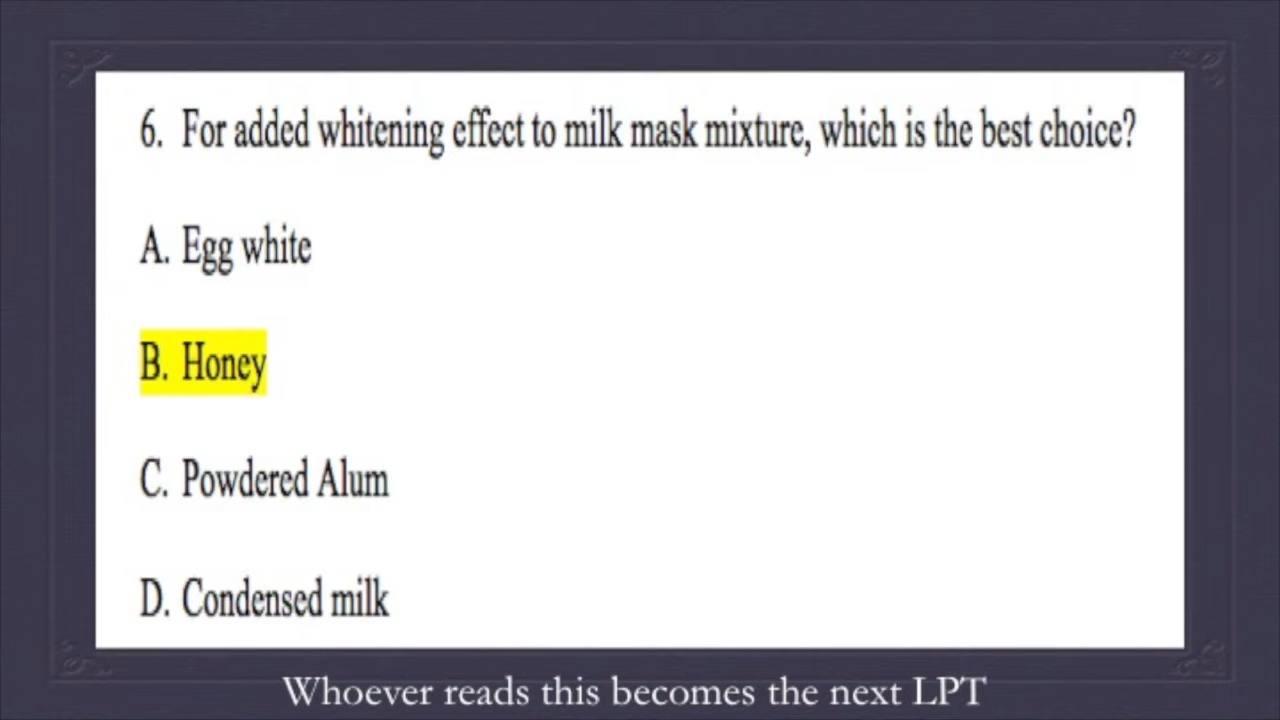 6. For added whitening effect to milk mask mixture, which is the best choice?
A. Egg white
B. Honey
C. Powdered Alum
D. Condensed milk
Whoever reads this becomes the next LPT